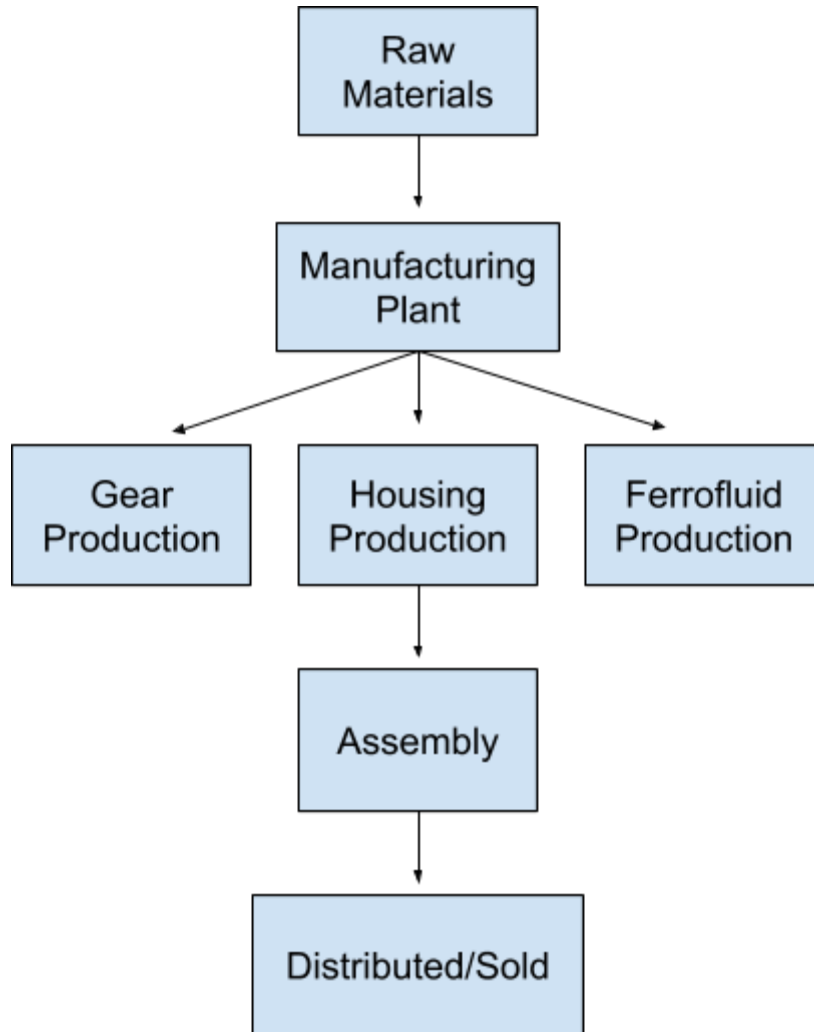 Raw
Materials
Manufacturing
Plant
Gear
Production
Housing
Production
Ferrofluid
Production
Assembly
Distributed/Sold